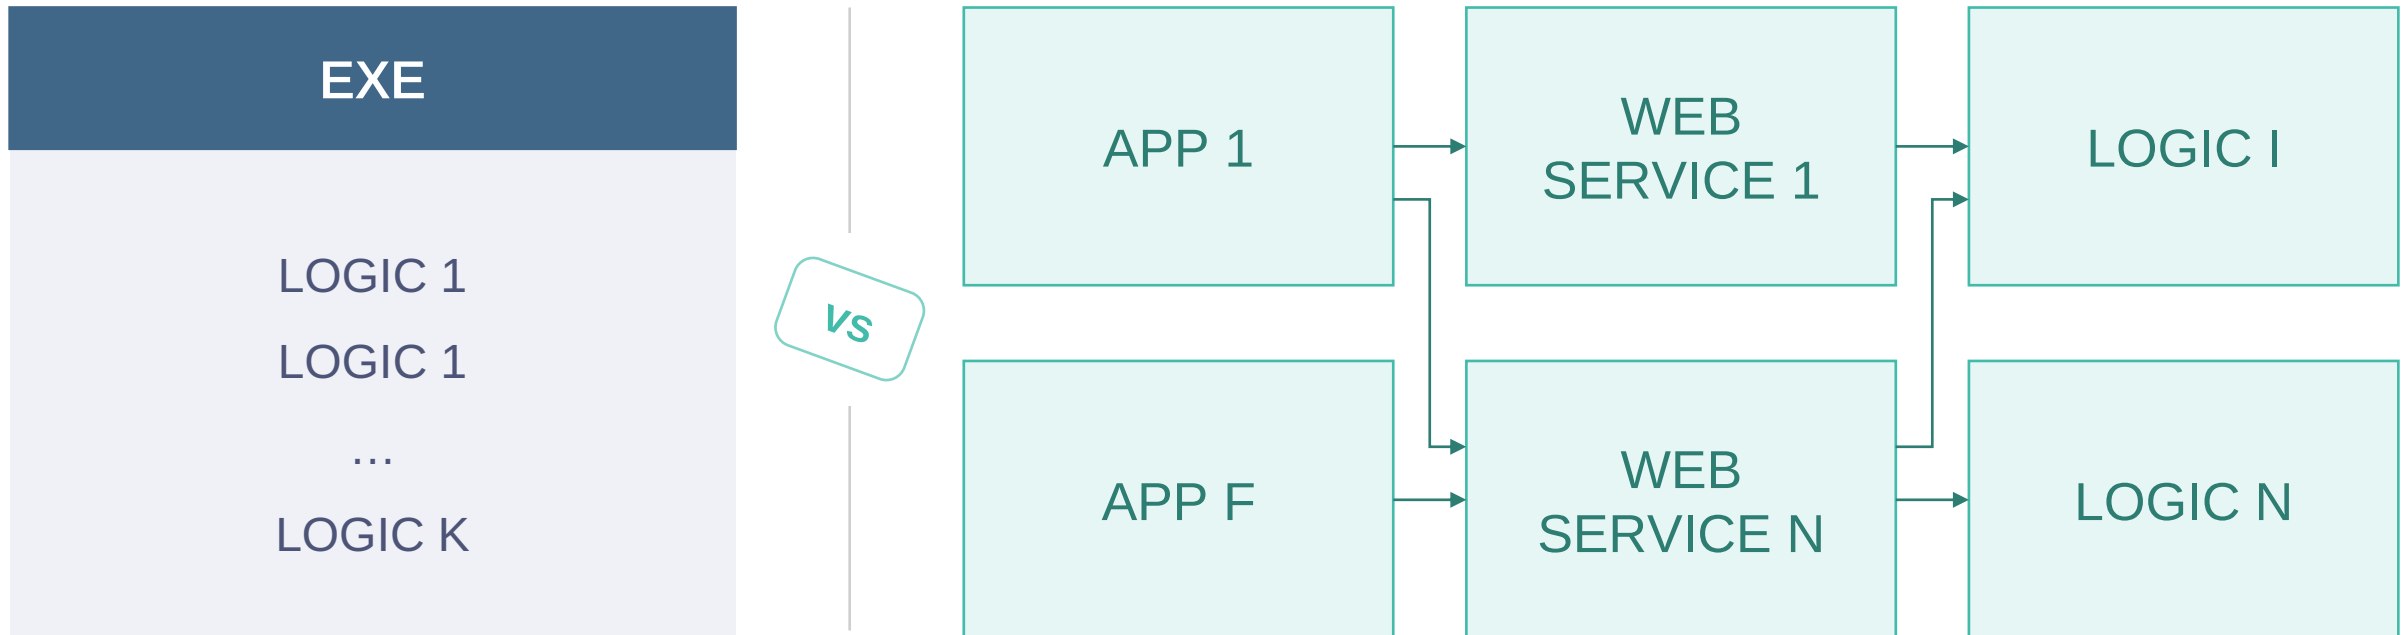 EXE
LOGIC 1
LOGIC 1
...
LOGIC K
VS
APP 1
WEB
SERVICE 1
LOGIC I
APP F
WEB
SERVICE N
LOGIC N